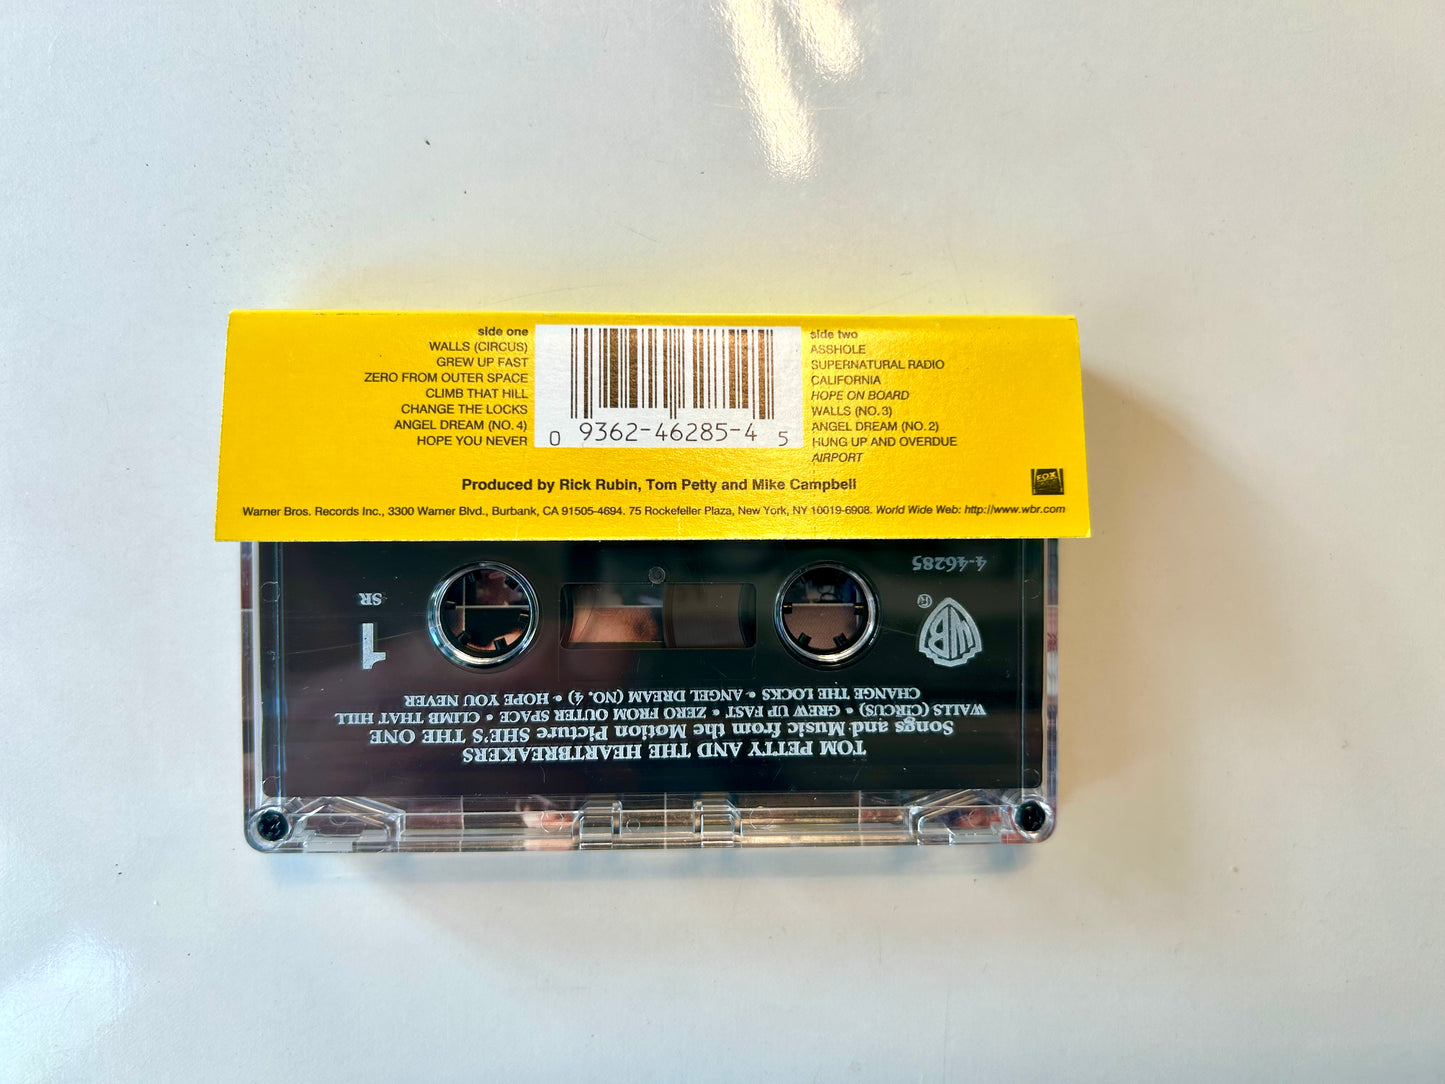 side one
WALLS (CIRCUS)
GREW UP FAST
ZERO FROM OUTER SPACE
CLIMB THAT HILL
CHANGE THE LOCKS
ANGEL DREAM (NO. 4)
HOPE YOU NEVER
0 9362-46285-4 5
side two
ASSHOLE
SUPERNATURAL RADIO
CALIFORNIA
HOPE ON BOARD
WALLS (NO. 3)
ANGEL DREAM (NO. 2)
HUNG UP AND OVERDUE
AIRPORT
FOX
Produced by Rick Rubin, Tom Petty and Mike Campbell
Warner Bros. Records Inc., 3300 Warner Blvd., Burbank, CA 91505-4694. 75 Rockefeller Plaza, New York, NY 10019-6908. World Wide Web: http://www.wbr.com
TOM PETTY AND THE HEARTBREAKERS
Songs and Music from the Motion Picture SHE'S THE ONE
WALLS (CIRCUS) • GREW UP FAST • ZERO FROM OUTER SPACE • CLIMB THAT HILL
CHANGE THE LOCKS • ANGEL DREAM (NO. 4) • HOPE YOU NEVER
WB ®
1
SR
4-46285